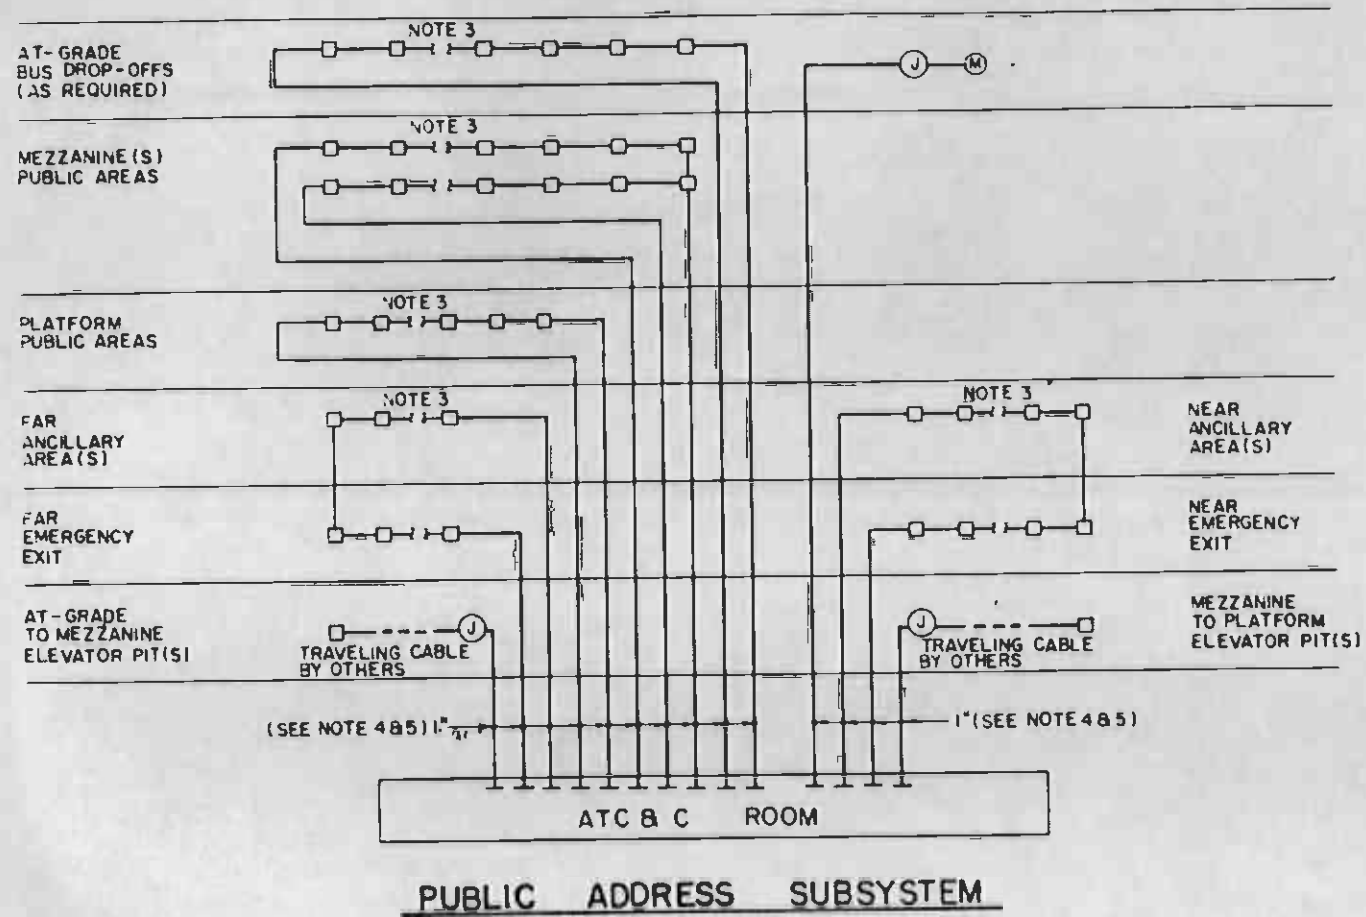 NOTE 3
AT-GRADE
BUS DROP-OFFS
(AS REQUIRED)
J
M
NOTE 3
MEZZANINE(S)
PUBLIC AREAS
NOTE 3
PLATFORM
PUBLIC AREAS
NOTE 3
FAR
ANCILLARY
AREA(S)
NOTE 3
NEAR
ANCILLARY
AREA(S)
FAR
EMERGENCY
EXIT
NEAR
EMERGENCY
EXIT
AT-GRADE
TO MEZZANINE
ELEVATOR PIT(S)
J
TRAVELING CABLE
BY OTHERS
J
TRAVELING CABLE
BY OTHERS
MEZZANINE
TO PLATFORM
ELEVATOR PIT(S)
(SEE NOTE 4&5) 1"
1" (SEE NOTE 4&5)
ATC & C ROOM
PUBLIC ADDRESS SUBSYSTEM